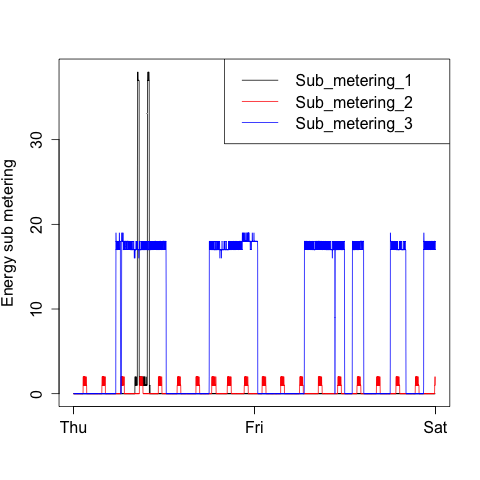 Sub_metering_1
Sub_metering_2
Sub_metering_3
Energy sub metering
30
20
10
0
Thu Fri Sat